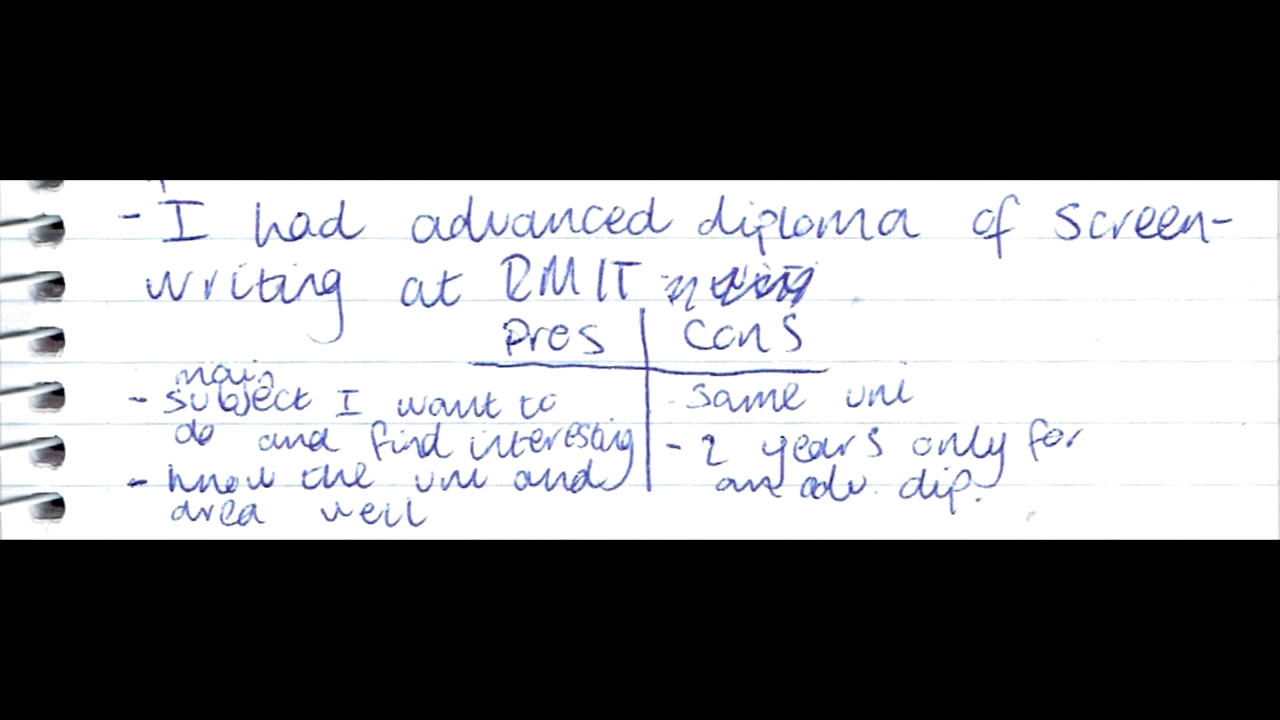 - I had advanced diploma of screen-
writing at RMIT
Pros | Cons
main
- subject I want to
do and find interesting
- know the uni and
area well
- same uni
- 2 years only for
an adv. dip.